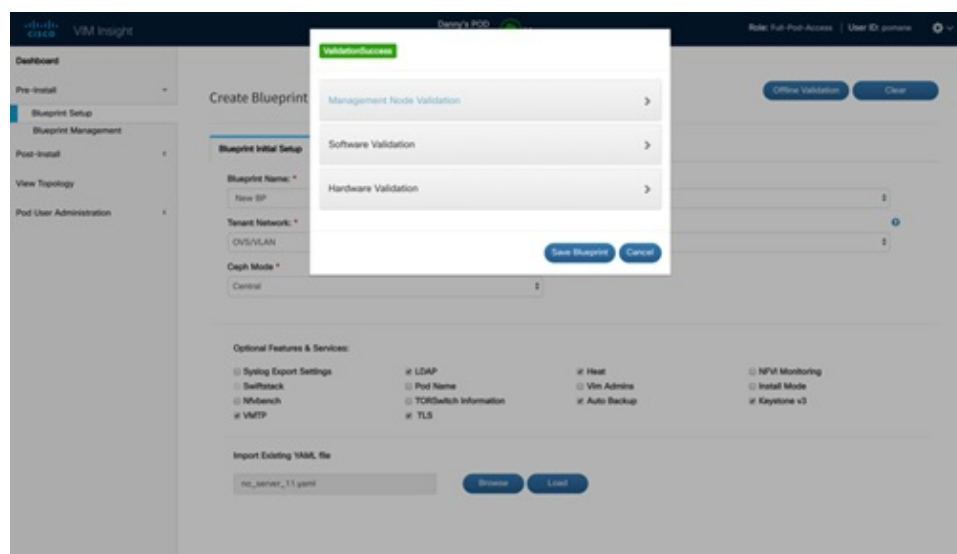 CISCO VIM Insight
Danny's POD
Role: Full-Pod-Access | User ID: pomane
Dashboard
Pre-Install
Blueprint Setup
Blueprint Management
Post-Install
View Topology
Pod User Administration
Create Blueprint
Offline Validation
Clear
ValidationSuccess
Management Node Validation
Software Validation
Hardware Validation
Save Blueprint
Cancel
Blueprint Initial Setup
Blueprint Name: *
New BP
Tenant Network: *
OVS/VLAN
Ceph Mode *
Central
Optional Features & Services:
Syslog Export Settings
LDAP
Heat
NFVI Monitoring
Swiftstack
Pod Name
Vim Admins
Install Mode
Nfvbench
TORSwitch Information
Auto Backup
Keystone v3
VMTP
TLS
Import Existing YAML file
no_server_11.yaml
Browse
Load